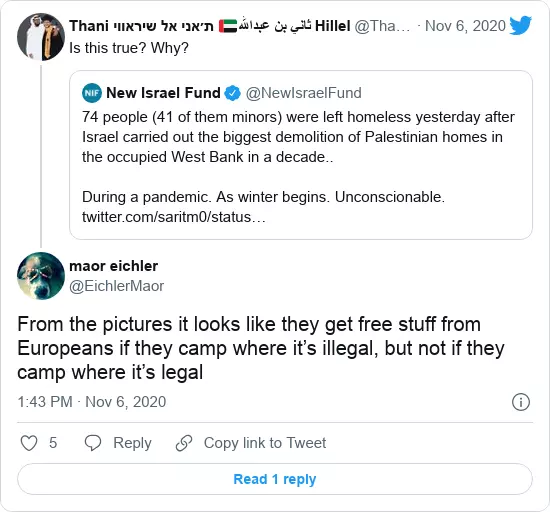 Thani ת׳אני אל שיראווי 🇦🇪ثاني بن عبدالله Hillel @Tha… · Nov 6, 2020
Is this true? Why?
NIF New Israel Fund @NewIsraelFund
74 people (41 of them minors) were left homeless yesterday after
Israel carried out the biggest demolition of Palestinian homes in
the occupied West Bank in a decade..
During a pandemic. As winter begins. Unconscionable.
twitter.com/saritm0/status…
maor eichler
@EichlerMaor
From the pictures it looks like they get free stuff from
Europeans if they camp where it’s illegal, but not if they
camp where it’s legal
1:43 PM · Nov 6, 2020
5 Reply Copy link to Tweet
Read 1 reply